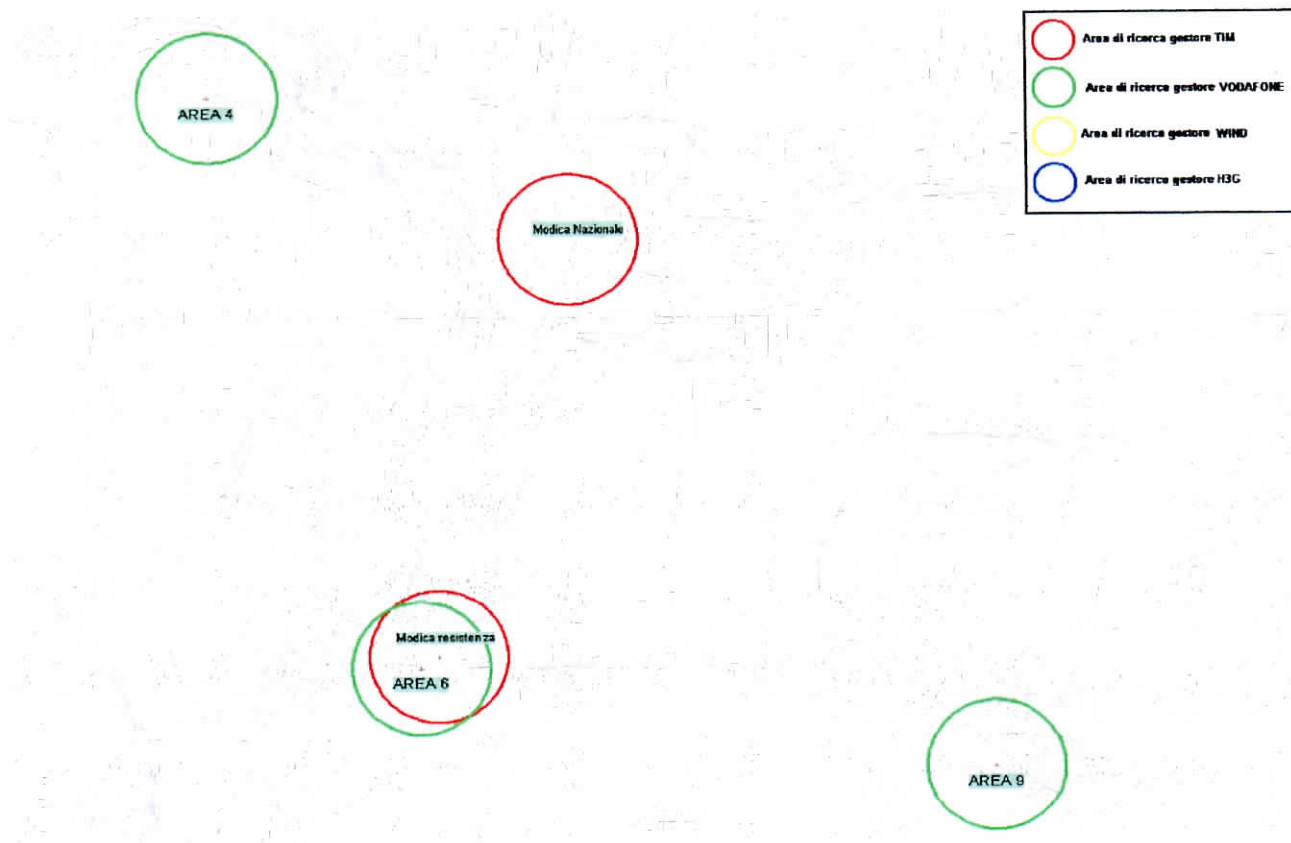 Area di ricerca gestore TIM
Area di ricerca gestore VODAFONE
Area di ricerca gestore WIND
Area di ricerca gestore H3G
AREA 4
Modica Nazionale
Modica resistenza
AREA 6
AREA 9